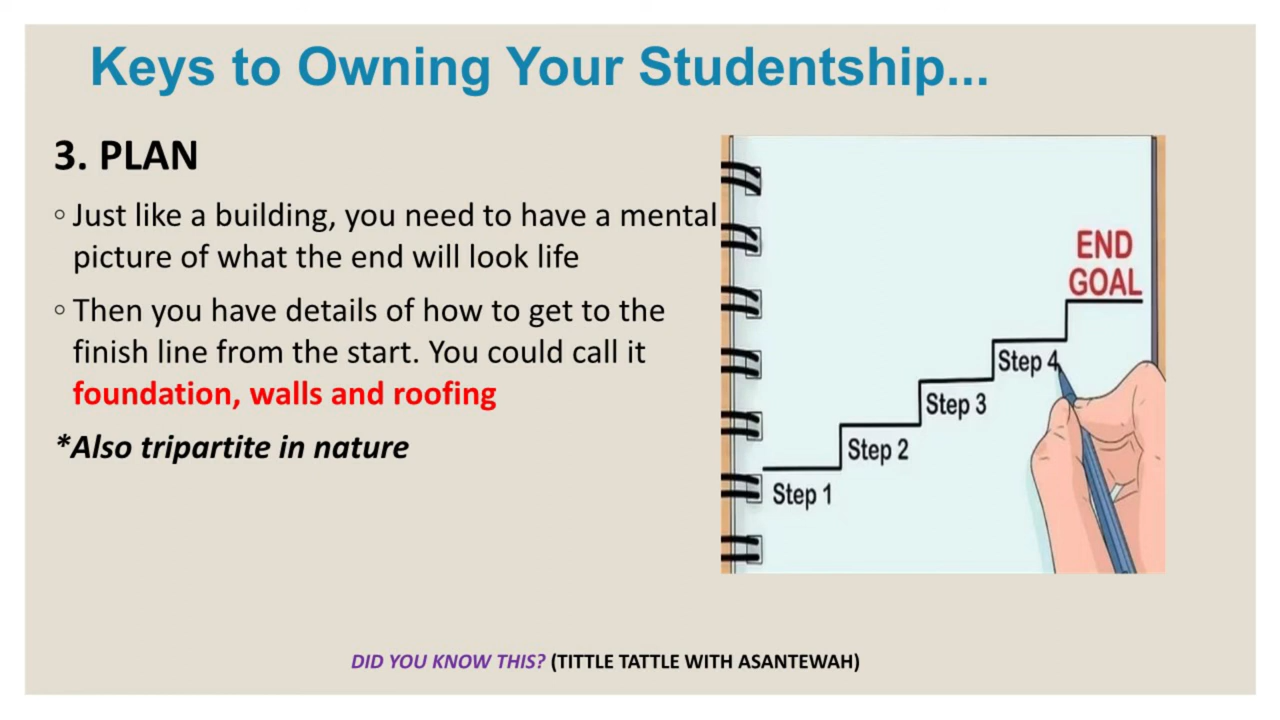 Keys to Owning Your Studentship...
3. PLAN
◦ Just like a building, you need to have a mental
picture of what the end will look life
◦ Then you have details of how to get to the
finish line from the start. You could call it
foundation, walls and roofing
*Also tripartite in nature
END
GOAL
Step 4
Step 3
Step 2
Step 1
DID YOU KNOW THIS? (TITTLE TATTLE WITH ASANTEWAH)